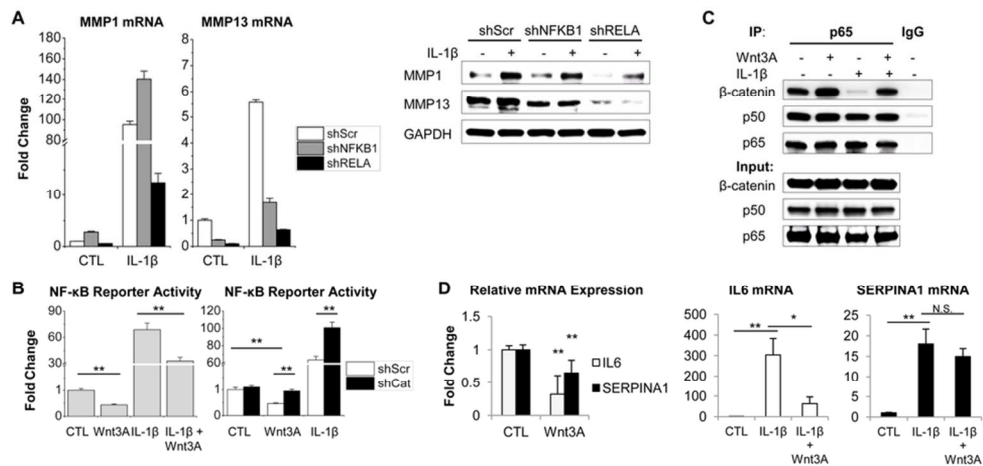 A
MMP1 mRNA
MMP13 mRNA
Fold Change
180
160
140
120
100
80
10
0
CTL
IL-1β
8
7
6
5
4
3
2
1
0
CTL
IL-1β
shScr
shNFKB1
shRELA
shScr shNFKB1 shRELA
IL-1β - + - + - +
MMP1
MMP13
GAPDH
C
IP: p65 IgG
Wnt3A - + - + -
IL-1β - - + + -
β-catenin
p50
p65
Input:
β-catenin
p50
p65
B
NF-κB Reporter Activity
NF-κB Reporter Activity
Fold Change
90
60
30
1
0
**
**
CTL Wnt3A IL-1β IL-1β +
Wnt3A
120
100
80
60
1
0
**
**
**
CTL Wnt3A IL-1β
shScr
shCat
D
Relative mRNA Expression
Fold Change
1.5
1
0.5
0
**
**
CTL Wnt3A
IL6
SERPINA1
IL6 mRNA
500
400
300
200
100
0
**
*
CTL IL-1β IL-1β
+
Wnt3A
SERPINA1 mRNA
25
20
15
10
5
0
**
N.S.
CTL IL-1β IL-1β
+
Wnt3A